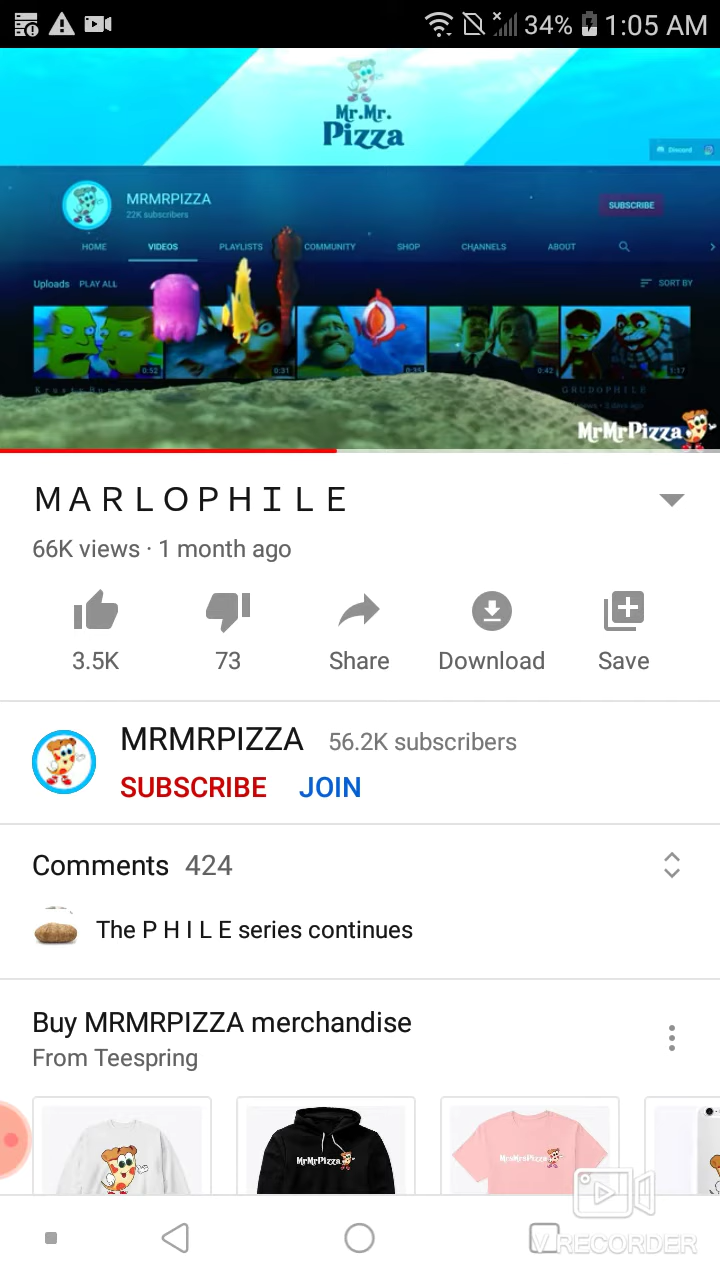 34% 1:05 AM
Mr.Mr.
Pizza
Discord
MRMRPIZZA
22K subscribers
SUBSCRIBE
HOME VIDEOS PLAYLISTS COMMUNITY SHOP CHANNELS ABOUT
Uploads PLAY ALL SORT BY
0:52 0:31 0:35 0:42 1:17
GRUDOPHILE
MrMrPizza
M A R L O P H I L E
66K views · 1 month ago
3.5K 73 Share Download Save
MRMRPIZZA 56.2K subscribers
SUBSCRIBE JOIN
Comments 424
The P H I L E series continues
Buy MRMRPIZZA merchandise
From Teespring
MrMrPizza MrMrPizza
V RECORDER